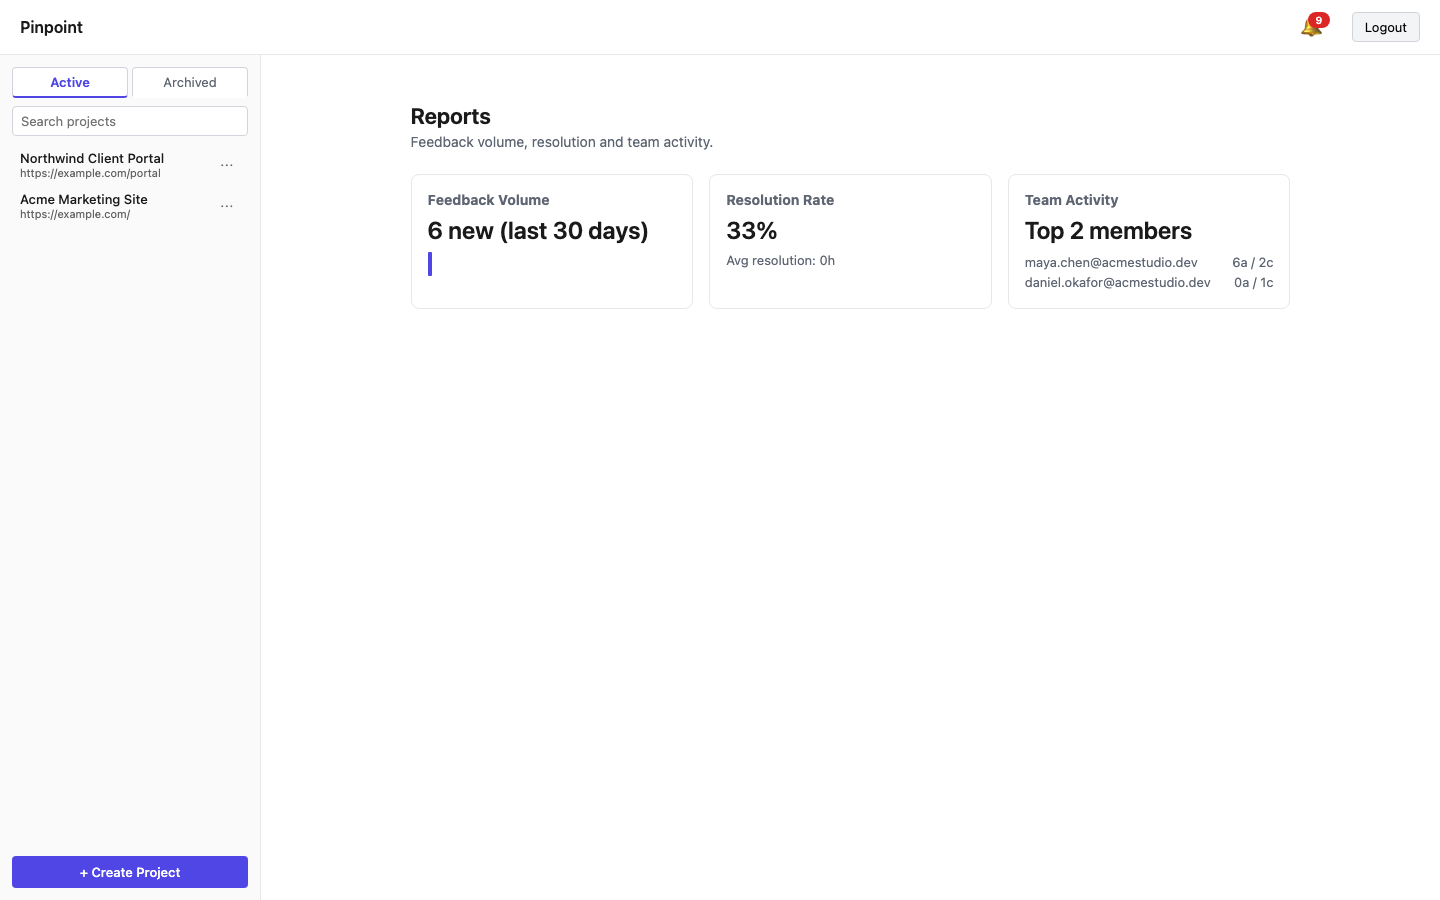 Pinpoint
9
Logout
Active
Archived
Search projects
Northwind Client Portal
https://example.com/portal
...
Acme Marketing Site
https://example.com/
...
+ Create Project
Reports
Feedback volume, resolution and team activity.
Feedback Volume
6 new (last 30 days)
Resolution Rate
33%
Avg resolution: 0h
Team Activity
Top 2 members
maya.chen@acmestudio.dev 6a / 2c
daniel.okafor@acmestudio.dev 0a / 1c